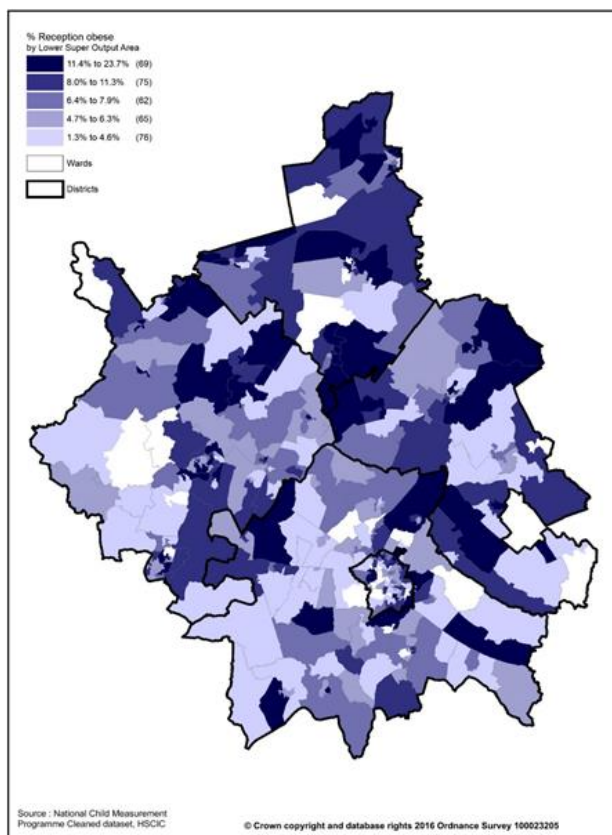 % Reception obese
by Lower Super Output Area
11.4% to 23.7% (69)
8.0% to 11.3% (75)
6.4% to 7.9% (62)
4.7% to 6.3% (65)
1.3% to 4.6% (76)
Wards
Districts
Source : National Child Measurement
Programme Cleaned dataset, HSCIC
© Crown copyright and database rights 2016 Ordnance Survey 100023205